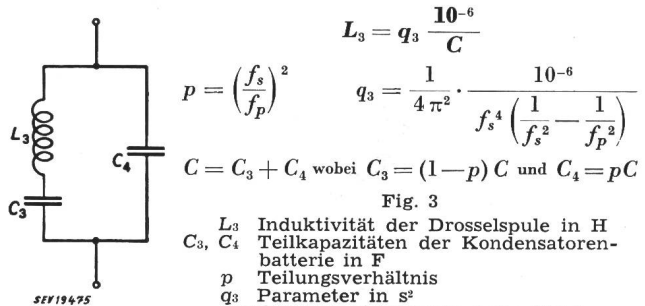 L₃ = q₃ 10⁻⁶ / C
p = (fₛ / fₚ)²
q₃ = 1 / 4 π² · 10⁻⁶ / fₛ⁴ (1 / fₛ² — 1 / fₚ²)
L₃
C₃
C₄
C = C₃ + C₄ wobei C₃ = (1—p) C und C₄ = pC
Fig. 3
L₃ Induktivität der Drosselspule in H
C₃, C₄ Teilkapazitäten der Kondensatoren-
batterie in F
p Teilungsverhältnis
q₃ Parameter in s²
SEV19475